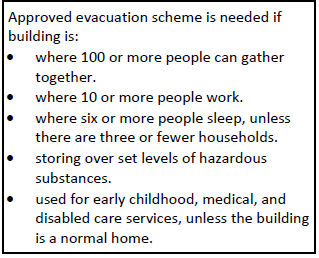 Approved evacuation scheme is needed if
building is:
• where 100 or more people can gather
together.
• where 10 or more people work.
• where six or more people sleep, unless
there are three or fewer households.
• storing over set levels of hazardous
substances.
• used for early childhood, medical, and
disabled care services, unless the building
is a normal home.